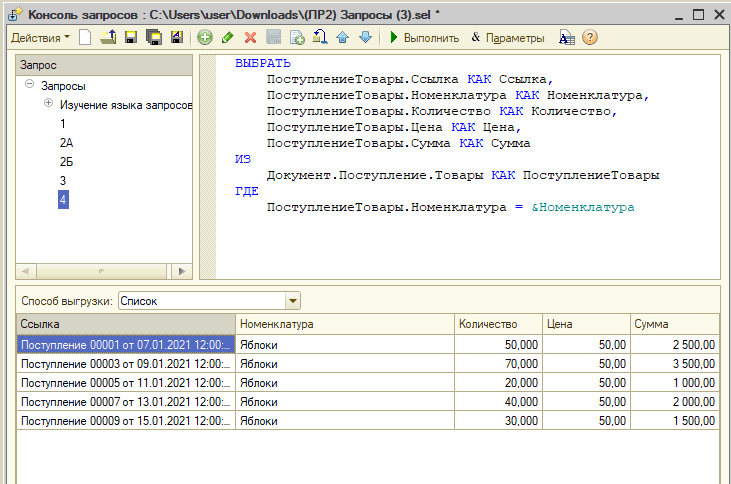 Консоль запросов : C:\Users\user\Downloads\(ПР2) Запросы (3).sel *
Действия Выполнить & Параметры
Запрос
Запросы
Изучение языка запросов
1
2А
2Б
3
4
ВЫБРАТЬ
ПоступлениеТовары.Ссылка КАК Ссылка,
ПоступлениеТовары.Номенклатура КАК Номенклатура,
ПоступлениеТовары.Количество КАК Количество,
ПоступлениеТовары.Цена КАК Цена,
ПоступлениеТовары.Сумма КАК Сумма
ИЗ
Документ.Поступление.Товары КАК ПоступлениеТовары
ГДЕ
ПоступлениеТовары.Номенклатура = &Номенклатура
Способ выгрузки: Список
Ссылка Номенклатура Количество Цена Сумма
Поступление 00001 от 07.01.2021 12:00:... Яблоки 50,000 50,00 2 500,00
Поступление 00003 от 09.01.2021 12:00:... Яблоки 70,000 50,00 3 500,00
Поступление 00005 от 11.01.2021 12:00:... Яблоки 20,000 50,00 1 000,00
Поступление 00007 от 13.01.2021 12:00:... Яблоки 40,000 50,00 2 000,00
Поступление 00009 от 15.01.2021 12:00:... Яблоки 30,000 50,00 1 500,00